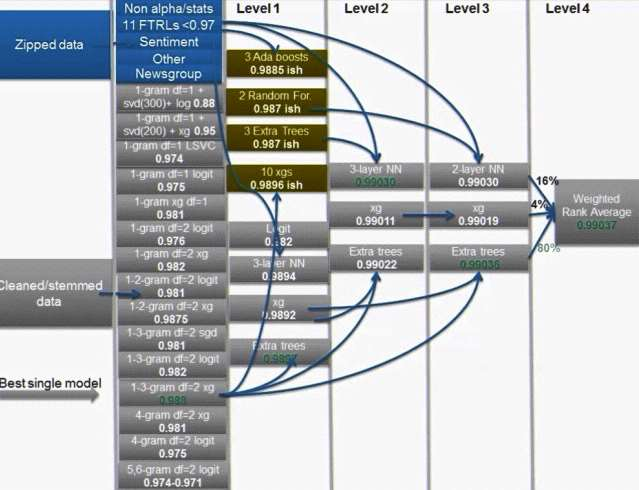 Level 1
Level 2
Level 3
Level 4
Zipped data
Non alpha/stats
11 FTRLs <0.97
Sentiment
Other
Newsgroup
1-gram df=1 +
svd(300)+ log 0.88
1-gram df=1 +
svd(200) + xg 0.95
1-gram df=1 LSVC
0.974
1-gram df=1 logit
0.975
1-gram xg df=1
0.981
1-gram df=2 logit
0.976
1-gram df=2 xg
0.982
1-2-gram df=2 logit
0.981
1-2-gram df=2 xg
0.9875
1-3-gram df=2 sgd
0.981
1-3-gram df=2 logit
0.982
1-3-gram df=2 xg
0.988
4-gram df=2 xg
0.981
4-gram df=2 logit
0.975
5,6-gram df=2 logit
0.974-0.971
Cleaned/stemmed
data
Best single model
3 Ada boosts
0.9885 ish
2 Random For.
0.987 ish
3 Extra Trees
0.987 ish
10 xgs
0.9896 ish
Logit
3-layer NN
0.9894
xg
0.9892
Extra trees
3-layer NN
0.99030
xg
0.99011
Extra trees
0.99022
2-layer NN
0.99030
xg
0.99019
Extra trees
16%
4%
80%
Weighted
Rank Average
0.99037